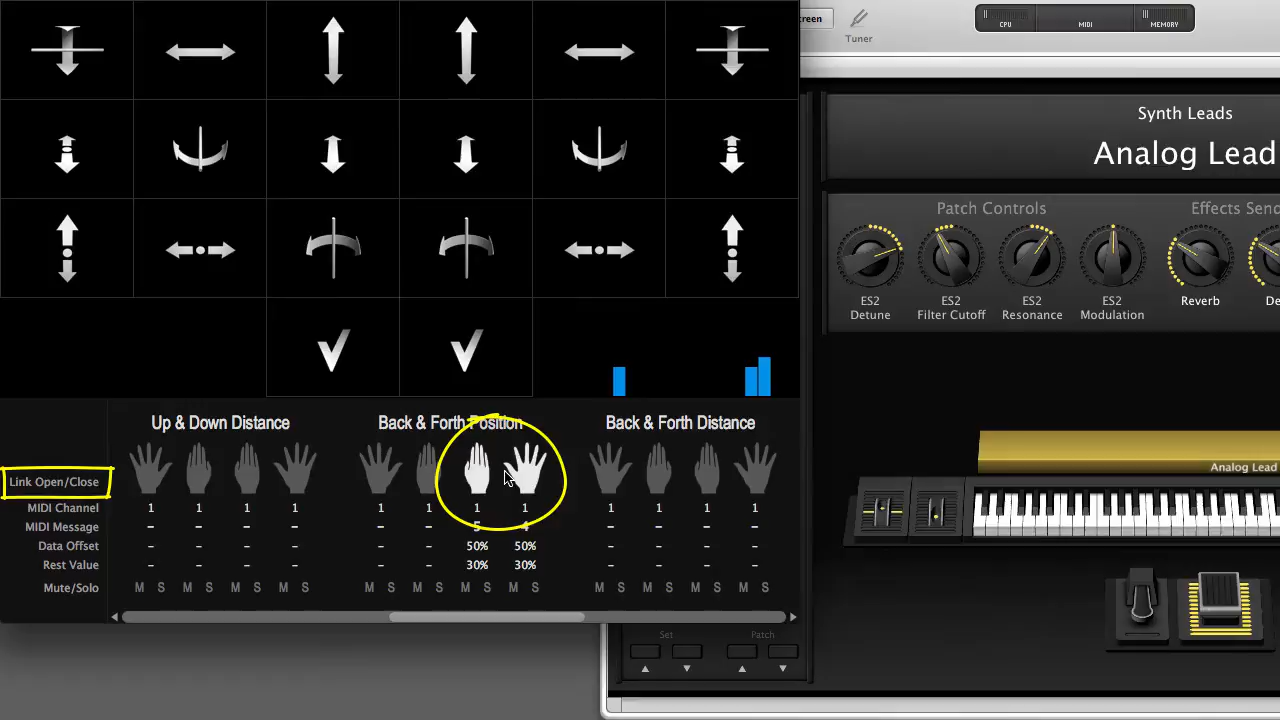 creen
Tuner
CPU
MIDI
MEMORY
Synth Leads
Analog Lead
Patch Controls
Effects Send
ES2
Detune
ES2
Filter Cutoff
ES2
Resonance
ES2
Modulation
Reverb
De
Up & Down Distance
Back & Forth Position
Back & Forth Distance
Link Open/Close
MIDI Channel 1 1 1 1 1 1 1 1 1 1 1 1
MIDI Message – – – – – – 5 4 – – – –
Data Offset – – – – – – 50% 50% – – – –
Rest Value – – – – – – 30% 30% – – – –
Mute/Solo M S M S M S M S M S M S M S M S M S M S M S M S
Analog Lead
Set
Patch